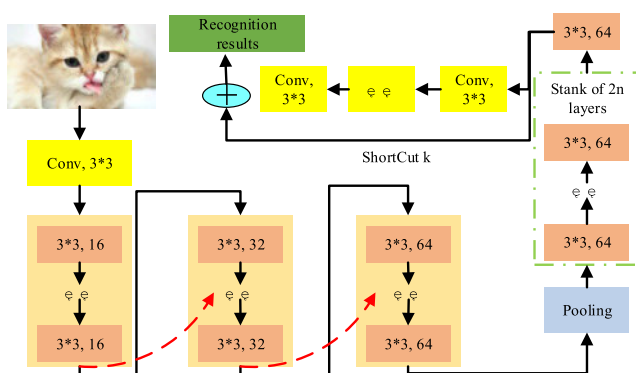 Recognition
results
3*3, 64
Conv,
3*3
ę ę
Conv,
3*3
Stank of 2n
layers
3*3, 64
ę ę
3*3, 64
ShortCut k
Conv, 3*3
3*3, 16
ę ę
3*3, 16
3*3, 32
ę ę
3*3, 32
3*3, 64
ę ę
3*3, 64
Pooling